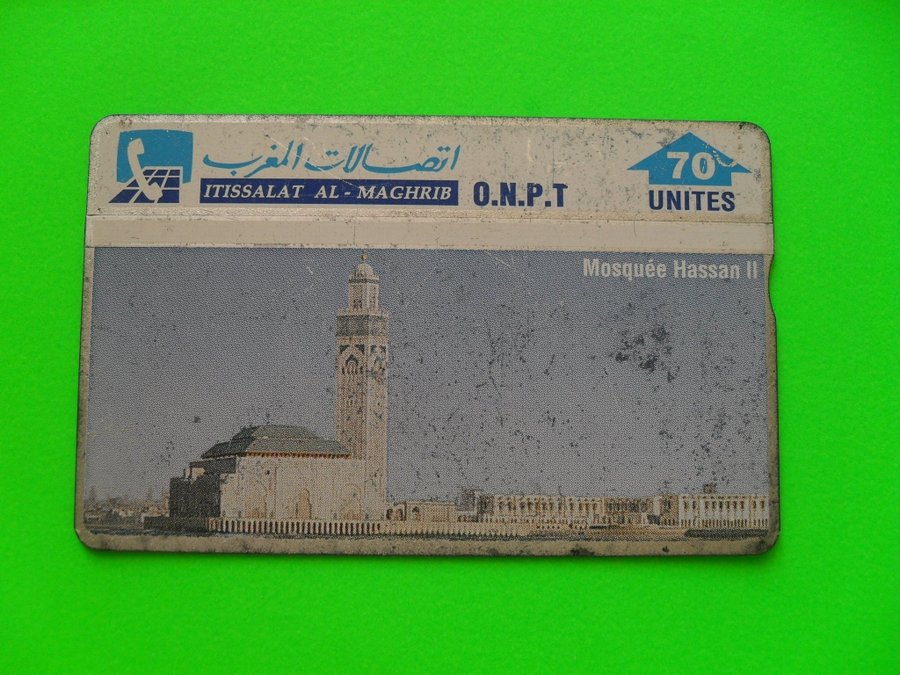 اتصالات المغرب
ITISSALAT AL - MAGHRIB O.N.P.T
70
UNITES
Mosquée Hassan II